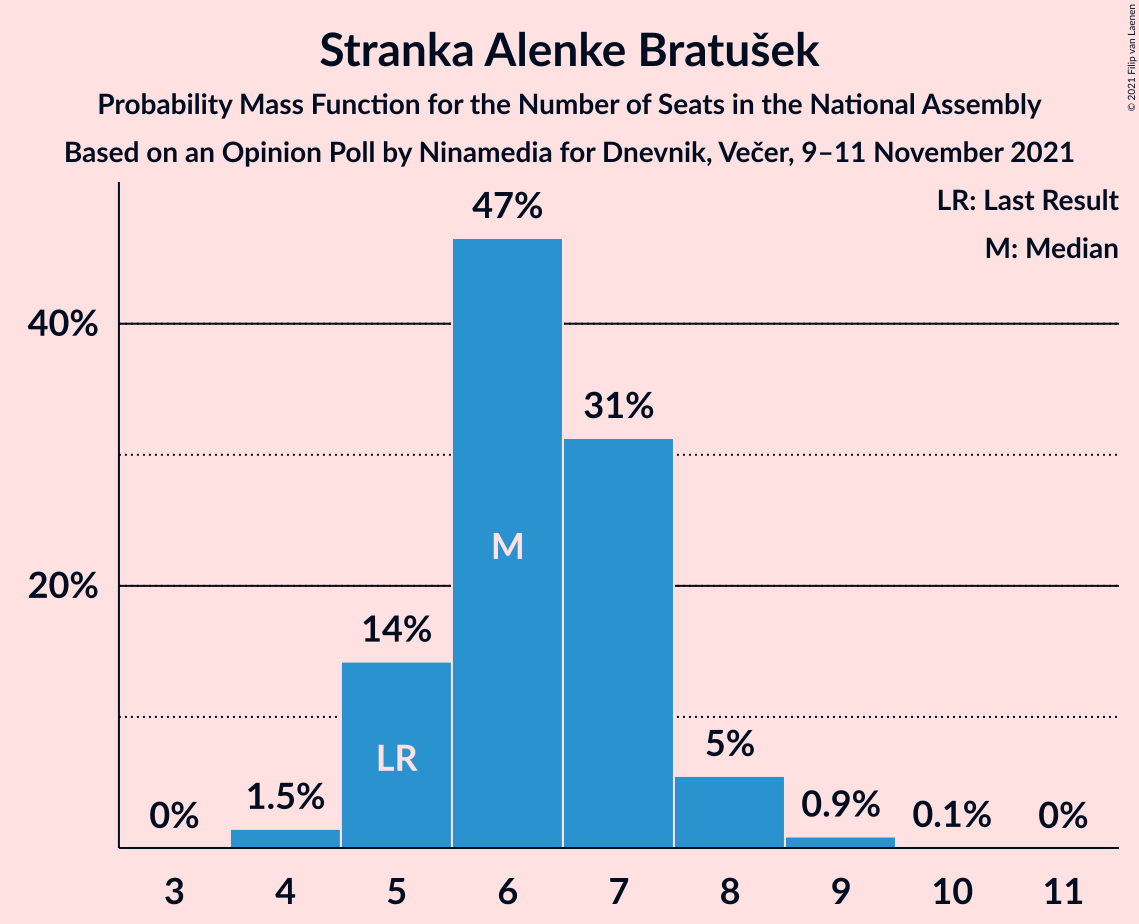 Stranka Alenke Bratušek
Probability Mass Function for the Number of Seats in the National Assembly
Based on an Opinion Poll by Ninamedia for Dnevnik, Večer, 9–11 November 2021
© 2021 Filip van Laenen
LR: Last Result
M: Median
47%
40%
31%
M
20%
14%
LR
5%
1.5%
0.9%
0%
0.1%
0%
3 4 5 6 7 8 9 10 11